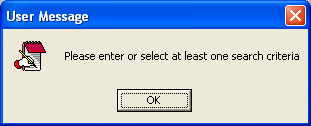 User Message
Please enter or select at least one search criteria
OK